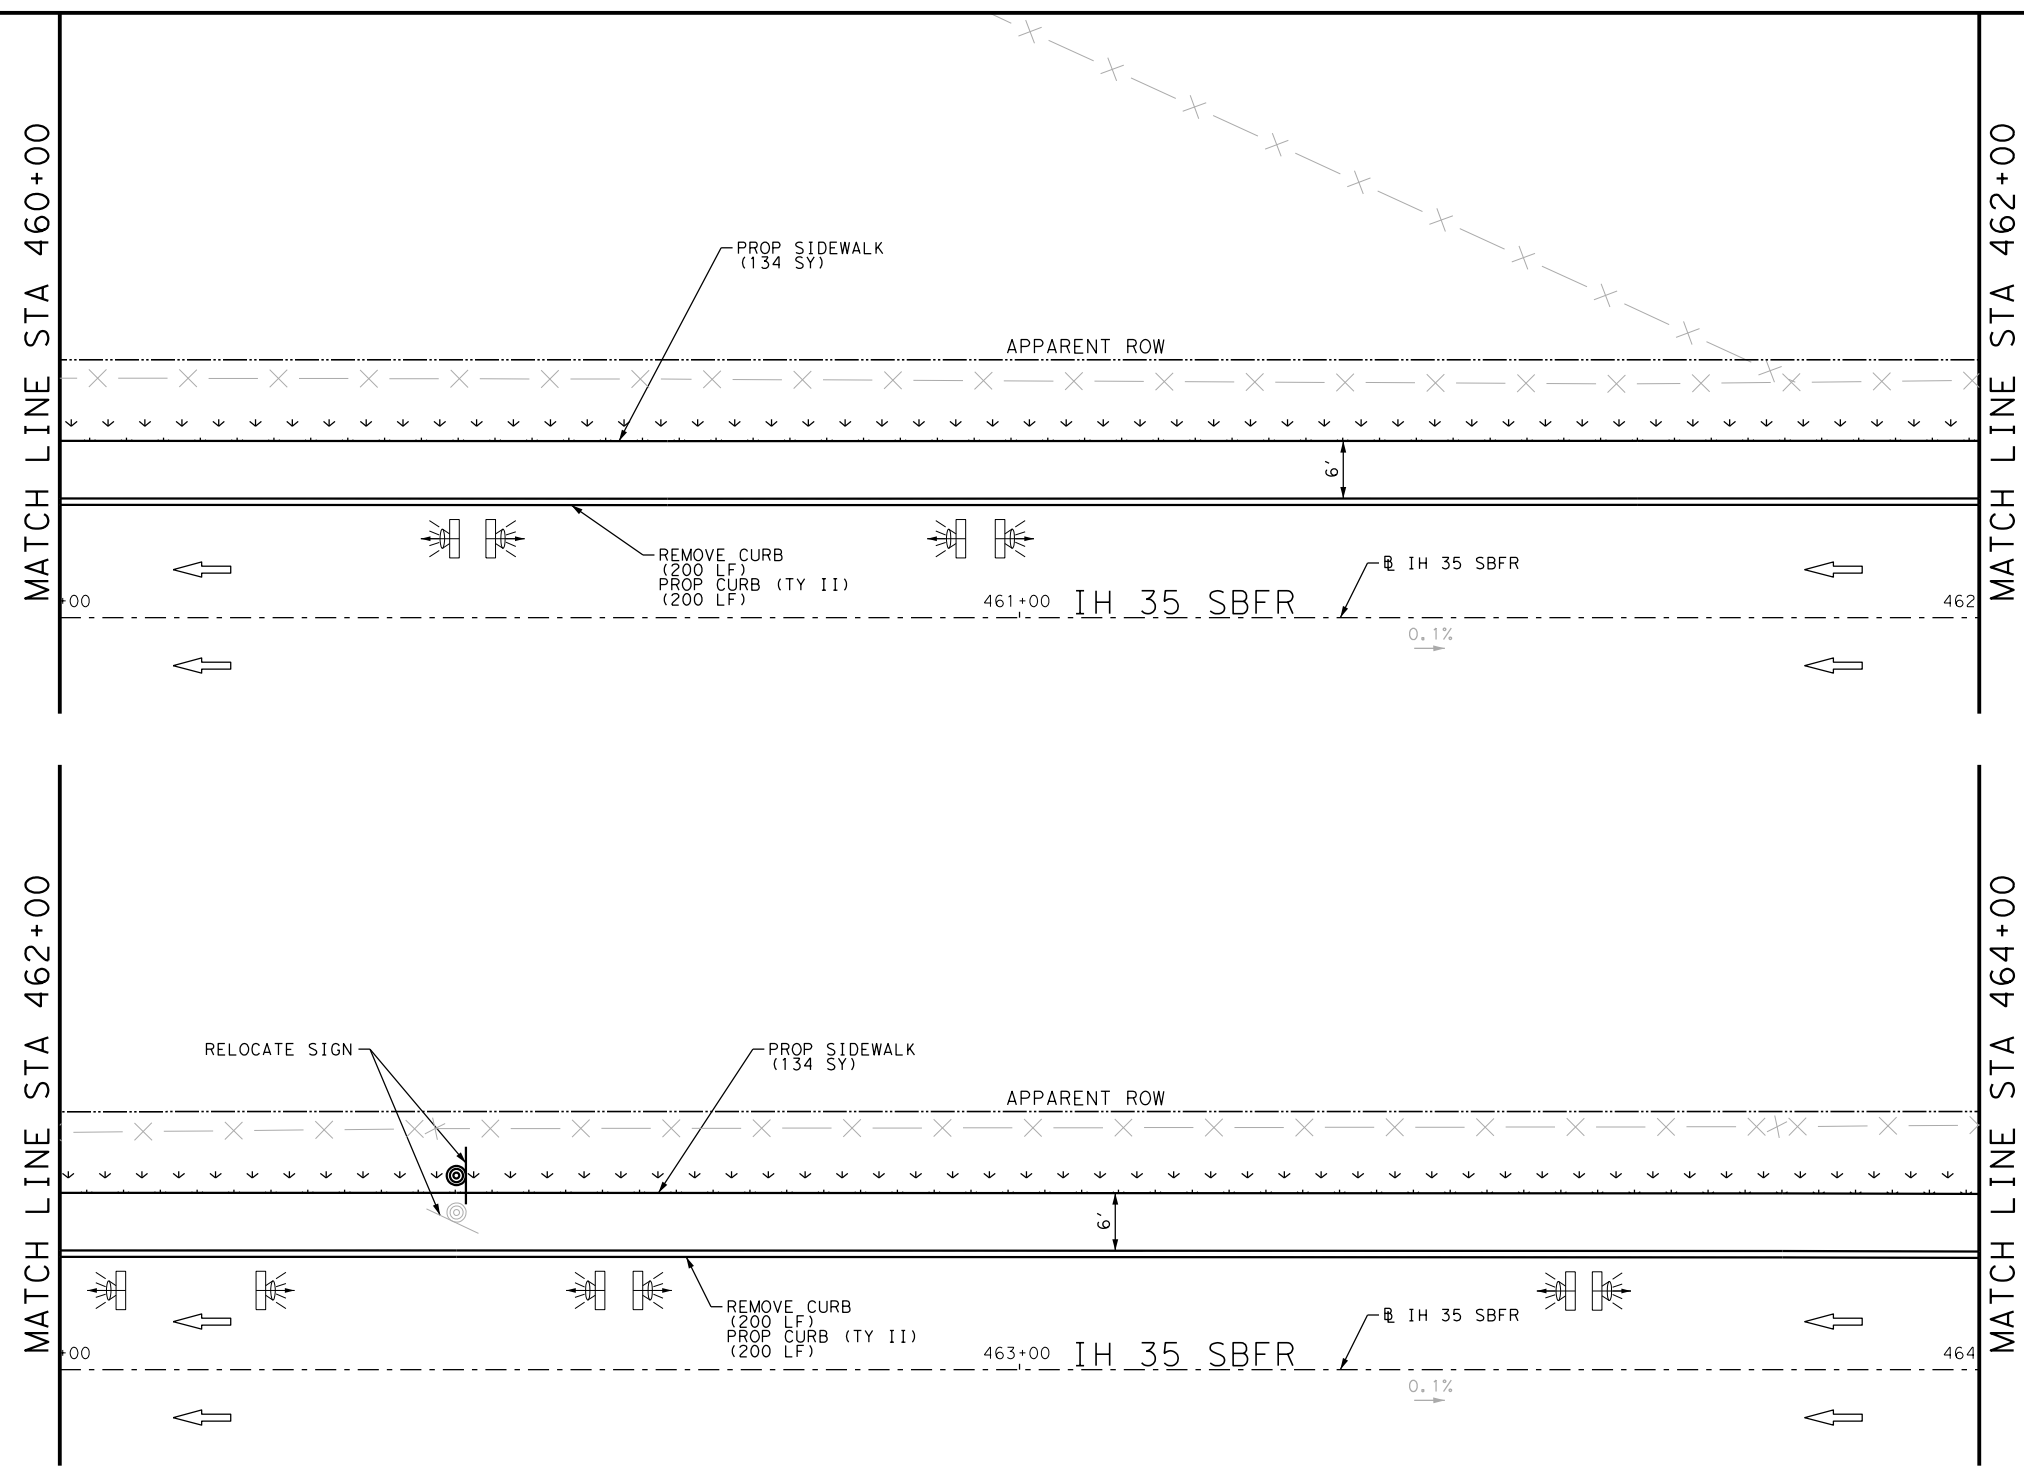 MATCH LINE STA 460+00
MATCH LINE STA 462+00
PROP SIDEWALK
(134 SY)
APPARENT ROW
6'
REMOVE CURB
(200 LF)
PROP CURB (TY II)
(200 LF)
BL IH 35 SBFR
+00
461+00
IH 35 SBFR
462
0.1%
MATCH LINE STA 462+00
MATCH LINE STA 464+00
RELOCATE SIGN
PROP SIDEWALK
(134 SY)
APPARENT ROW
6'
REMOVE CURB
(200 LF)
PROP CURB (TY II)
(200 LF)
BL IH 35 SBFR
+00
463+00
IH 35 SBFR
464
0.1%